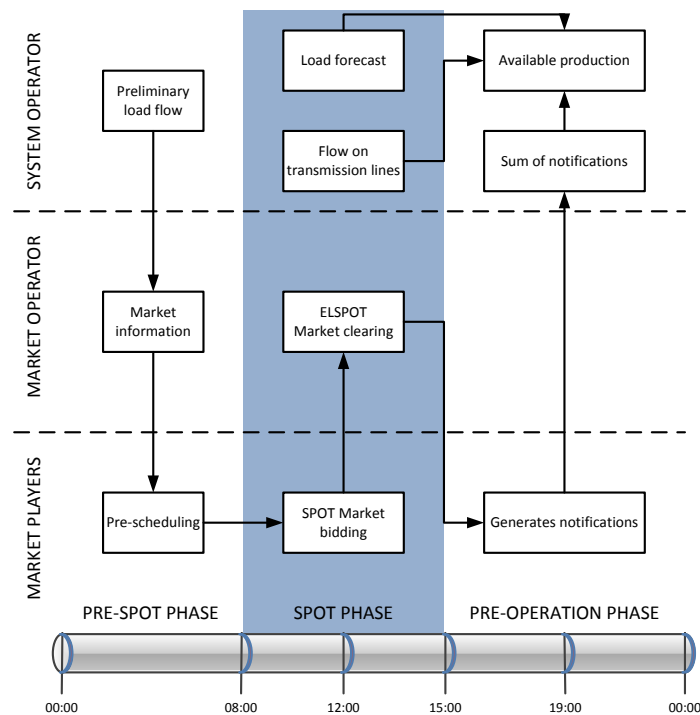 SYSTEM OPERATOR
Preliminary
load flow
Load forecast
Available production
Flow on
transmission lines
Sum of notifications
MARKET OPERATOR
Market
information
ELSPOT
Market clearing
MARKET PLAYERS
Pre-scheduling
SPOT Market
bidding
Generates notifications
PRE-SPOT PHASE
SPOT PHASE
PRE-OPERATION PHASE
00:00
08:00
12:00
15:00
19:00
00:00